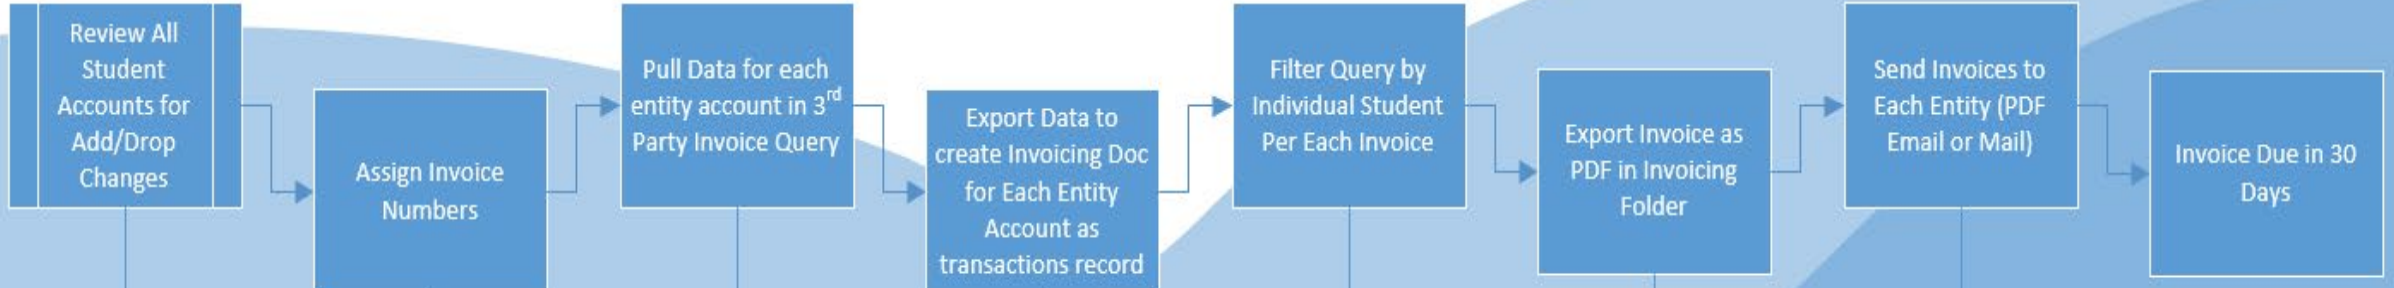 Review All
Student
Accounts for
Add/Drop
Changes
Assign Invoice
Numbers
Pull Data for each
entity account in 3rd
Party Invoice Query
Export Data to
create Invoicing Doc
for Each Entity
Account as
transactions record
Filter Query by
Individual Student
Per Each Invoice
Export Invoice as
PDF in Invoicing
Folder
Send Invoices to
Each Entity (PDF
Email or Mail)
Invoice Due in 30
Days